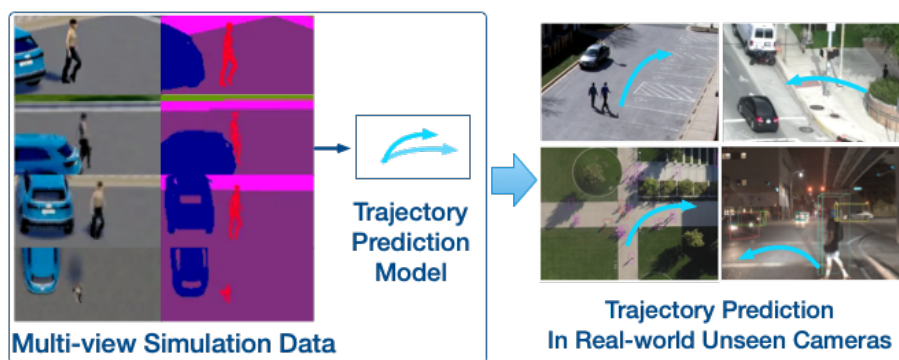 Trajectory
Prediction
Model
Multi-view Simulation Data
Trajectory Prediction
In Real-world Unseen Cameras